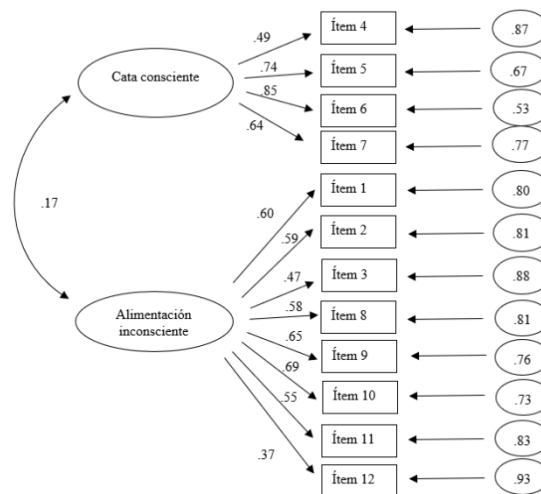 Ítem 4
.87
.49
Cata consciente
.74
Ítem 5
.67
.85
Ítem 6
.53
.64
Ítem 7
.77
.17
Ítem 1
.80
.60
Ítem 2
.81
.59
Ítem 3
.88
.47
Alimentación
inconsciente
.58
Ítem 8
.81
.65
Ítem 9
.76
.69
Ítem 10
.73
.55
Ítem 11
.83
.37
Ítem 12
.93